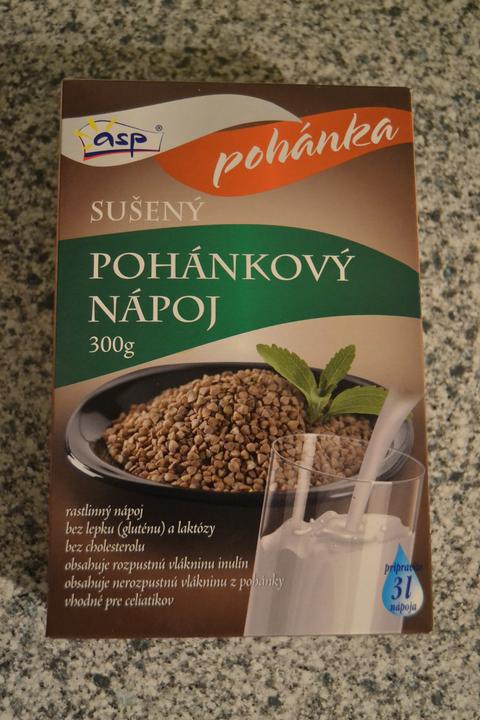 asp®
pohánka
SUŠENÝ
POHÁNKOVÝ
NÁPOJ
300g
rastlinný nápoj
bez lepku (gluténu) a laktózy
bez cholesterolu
obsahuje rozpustnú vlákninu inulín
obsahuje nerozpustnú vlákninu z pohánky
vhodné pre celiatikov
3l
nápoja